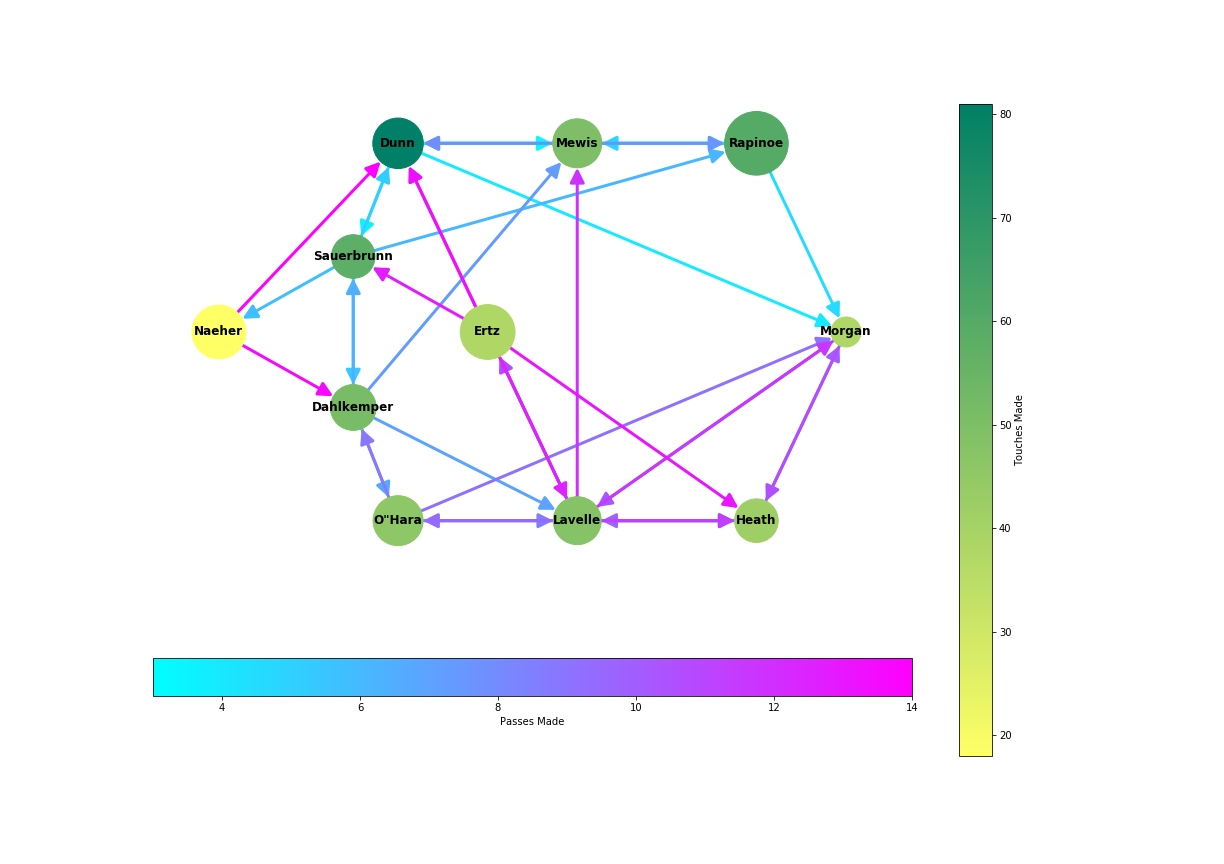 Dunn
Mewis
Rapinoe
Sauerbrunn
Naeher
Ertz
Morgan
Dahlkemper
O"Hara
Lavelle
Heath
80
70
60
50
40
30
20
Touches Made
4 6 8 10 12 14
Passes Made